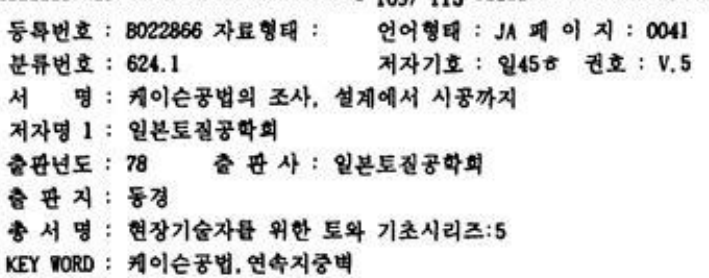 등록번호 : B022866 자료형태 : 언어형태 : JA 페 이 지 : 0041
분류번호 : 624.1 저자기호 : 일45ㅎ 권호 : V.5
서 명 : 케이슨공법의 조사, 설계에서 시공까지
저자명 1 : 일본토질공학회
출판년도 : 78 출 판 사 : 일본토질공학회
출 판 지 : 동경
총 서 명 : 현장기술자를 위한 토와 기초시리즈:5
KEY WORD : 케이슨공법,연속지중벽